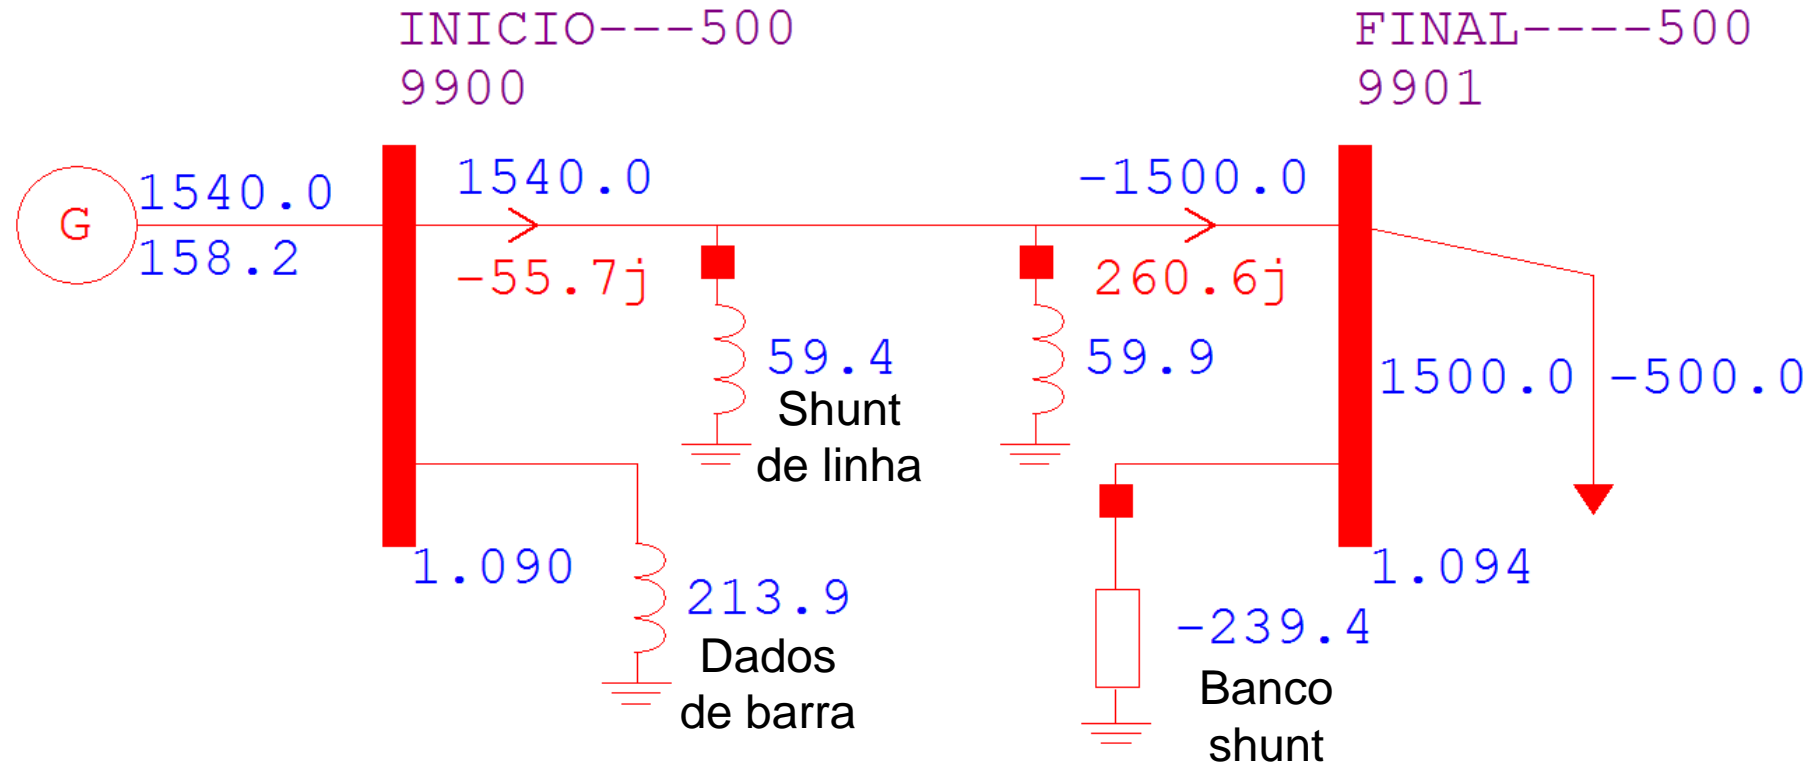 INICIO---500
9900
FINAL----500
9901
G
1540.0
158.2
1540.0
-55.7j
-1500.0
260.6j
59.4
Shunt
de linha
59.9
1500.0
-500.0
1.090
213.9
Dados
de barra
1.094
-239.4
Banco
shunt